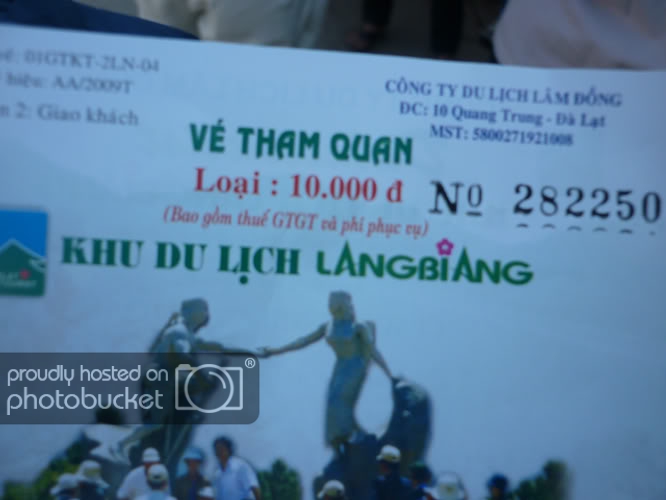 01GTKT-2LN-04
hiệu: AA/2009T
2: Giao khách
CÔNG TY DU LỊCH LÂM ĐỒNG
ĐC: 10 Quang Trung - Đà Lạt
MST: 5800271921008
VÉ THAM QUAN
Loại : 10.000 đ
Nº 282250
(Bao gồm thuế GTGT và phí phục vụ)
KHU DU LỊCH LANGBIANG
proudly hosted on
photobucket
®